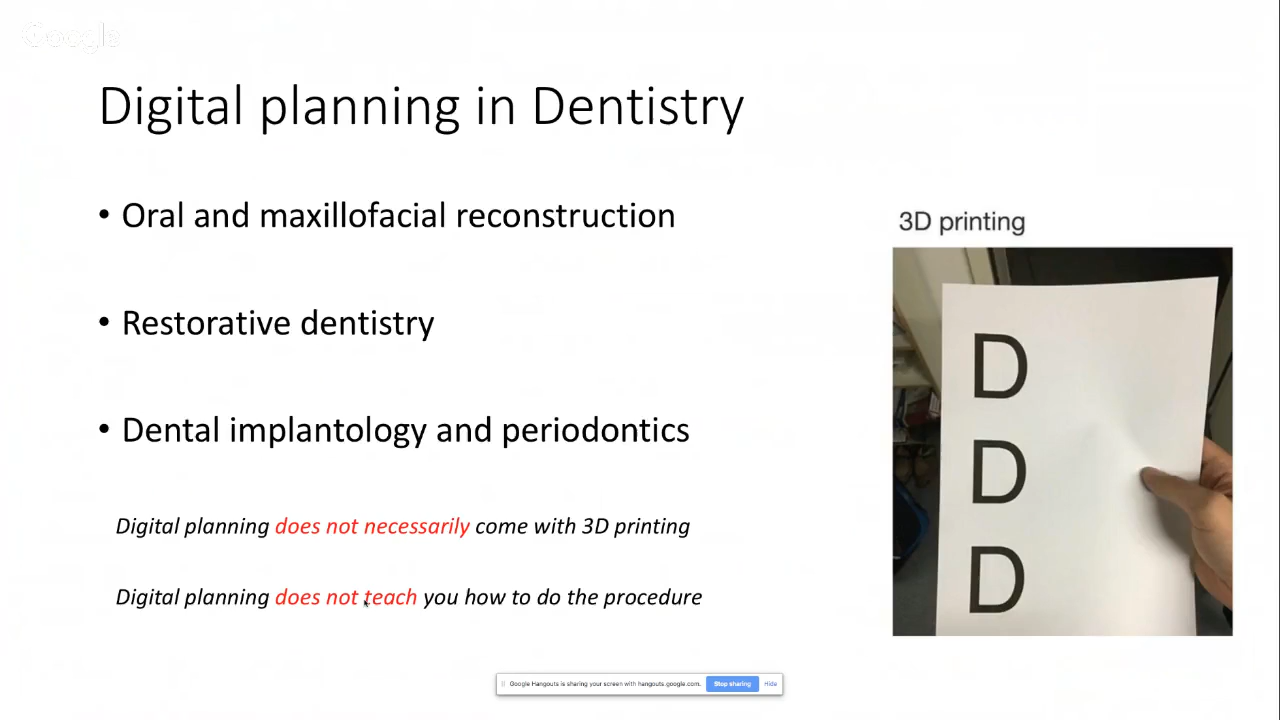 Google
Digital planning in Dentistry
• Oral and maxillofacial reconstruction
• Restorative dentistry
• Dental implantology and periodontics
Digital planning does not necessarily come with 3D printing
Digital planning does not teach you how to do the procedure
3D printing
D
D
D
Google Hangouts is sharing your screen with hangouts.google.com.
Stop sharing
Hide